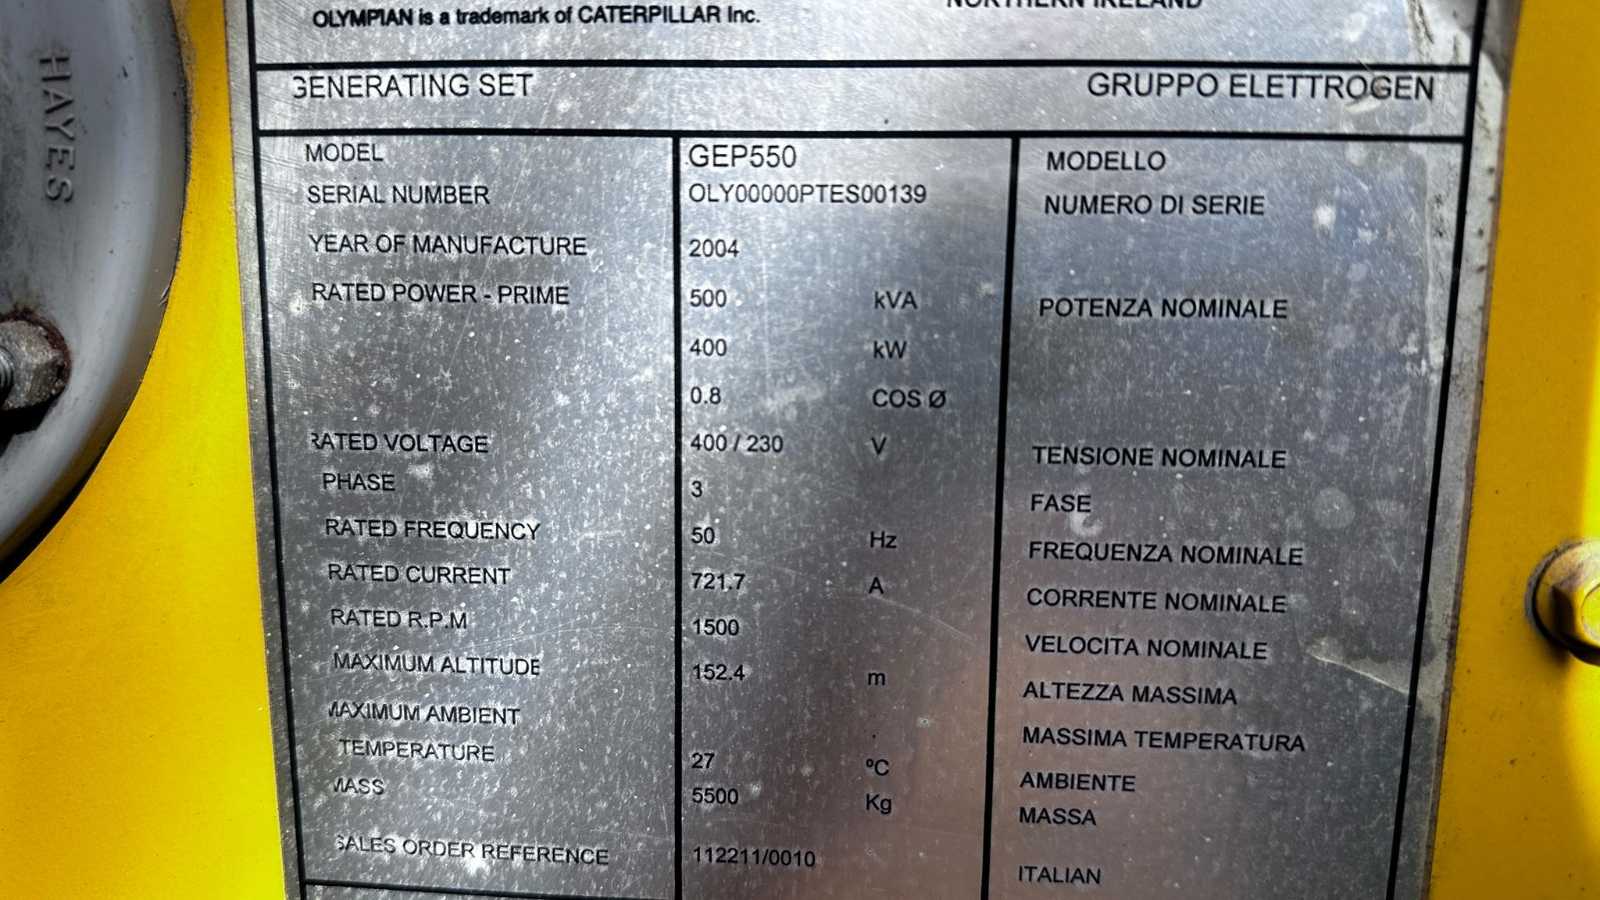 OLYMPIAN is a trademark of CATERPILLAR Inc.
NORTHERN IRELAND
HAYES
GENERATING SET GRUPPO ELETTROGEN
MODEL GEP550 MODELLO
SERIAL NUMBER OLY00000PTES00139 NUMERO DI SERIE
YEAR OF MANUFACTURE 2004
RATED POWER - PRIME 500 kVA POTENZA NOMINALE
400 kW
0.8 COS Ø
RATED VOLTAGE 400 / 230 V TENSIONE NOMINALE
PHASE 3 FASE
RATED FREQUENCY 50 Hz FREQUENZA NOMINALE
RATED CURRENT 721.7 A CORRENTE NOMINALE
RATED R.P.M 1500 VELOCITA NOMINALE
MAXIMUM ALTITUDE 152.4 m ALTEZZA MASSIMA
MAXIMUM AMBIENT MASSIMA TEMPERATURA
TEMPERATURE 27 ºC AMBIENTE
MASS 5500 Kg MASSA
SALES ORDER REFERENCE 112211/0010 ITALIAN